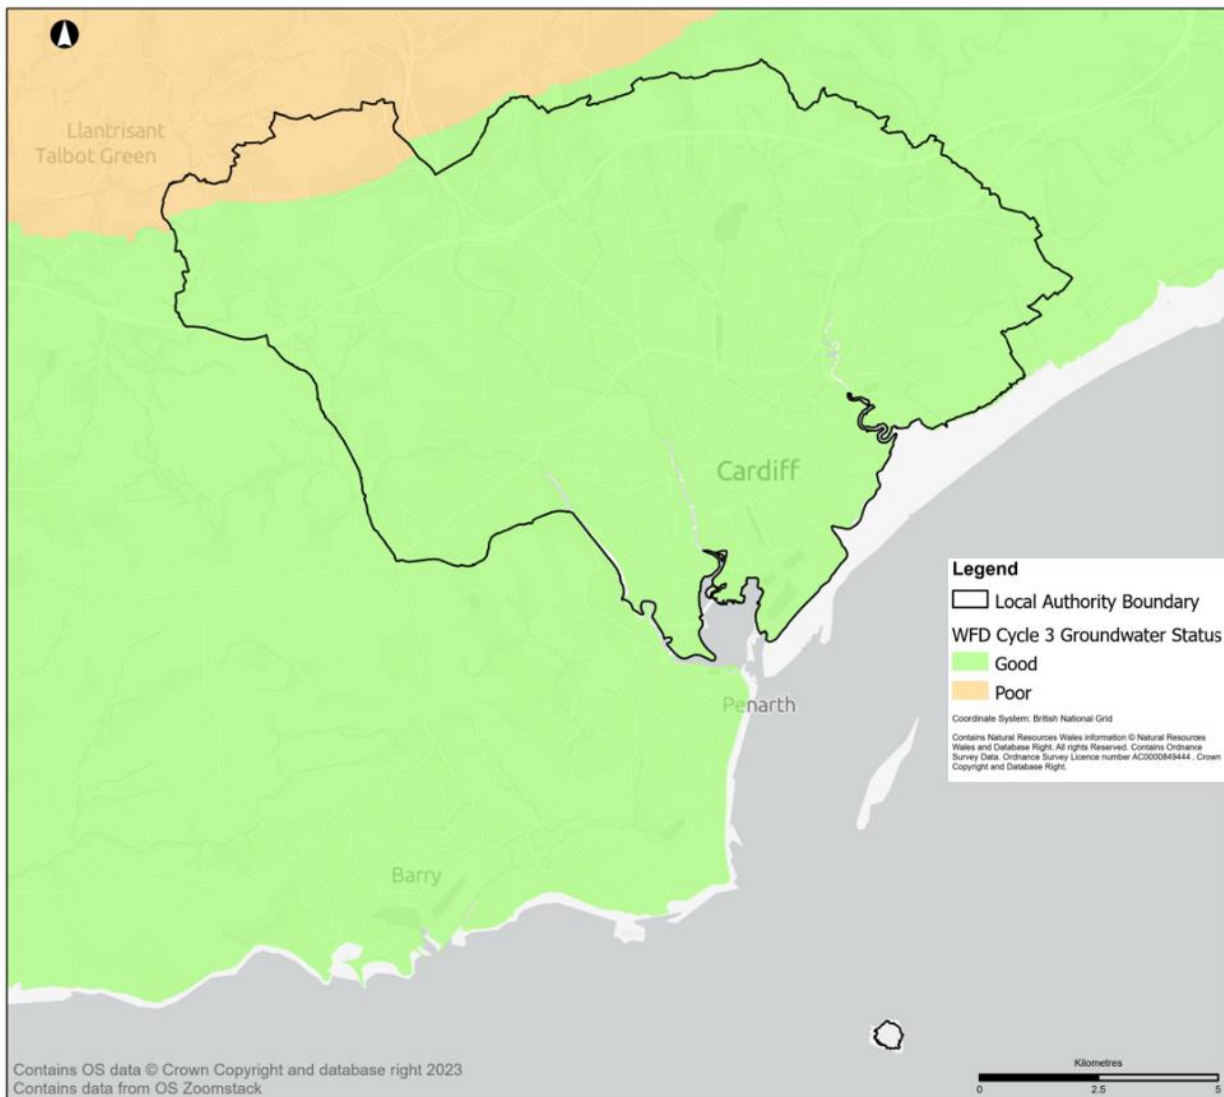 Llantrisant
Talbot Green
Cardiff
Penarth
Barry
Legend
Local Authority Boundary
WFD Cycle 3 Groundwater Status
Good
Poor
Coordinate System: British National Grid
Contains Natural Resources Wales information © Natural Resources
Wales and Database Right. All rights Reserved. Contains Ordnance
Survey Data. Ordnance Survey Licence number AC0000849444 . Crown
Copyright and Database Right.
Kilometres
0 2.5 5
Contains OS data © Crown Copyright and database right 2023
Contains data from OS Zoomstack